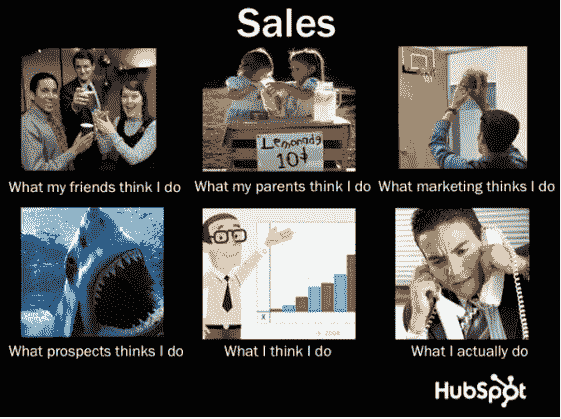 Sales
What my friends think I do
Lemonade
10¢
What my parents think I do
What marketing thinks I do
What prospects thinks I do
X
What I think I do
What I actually do
HubSpot